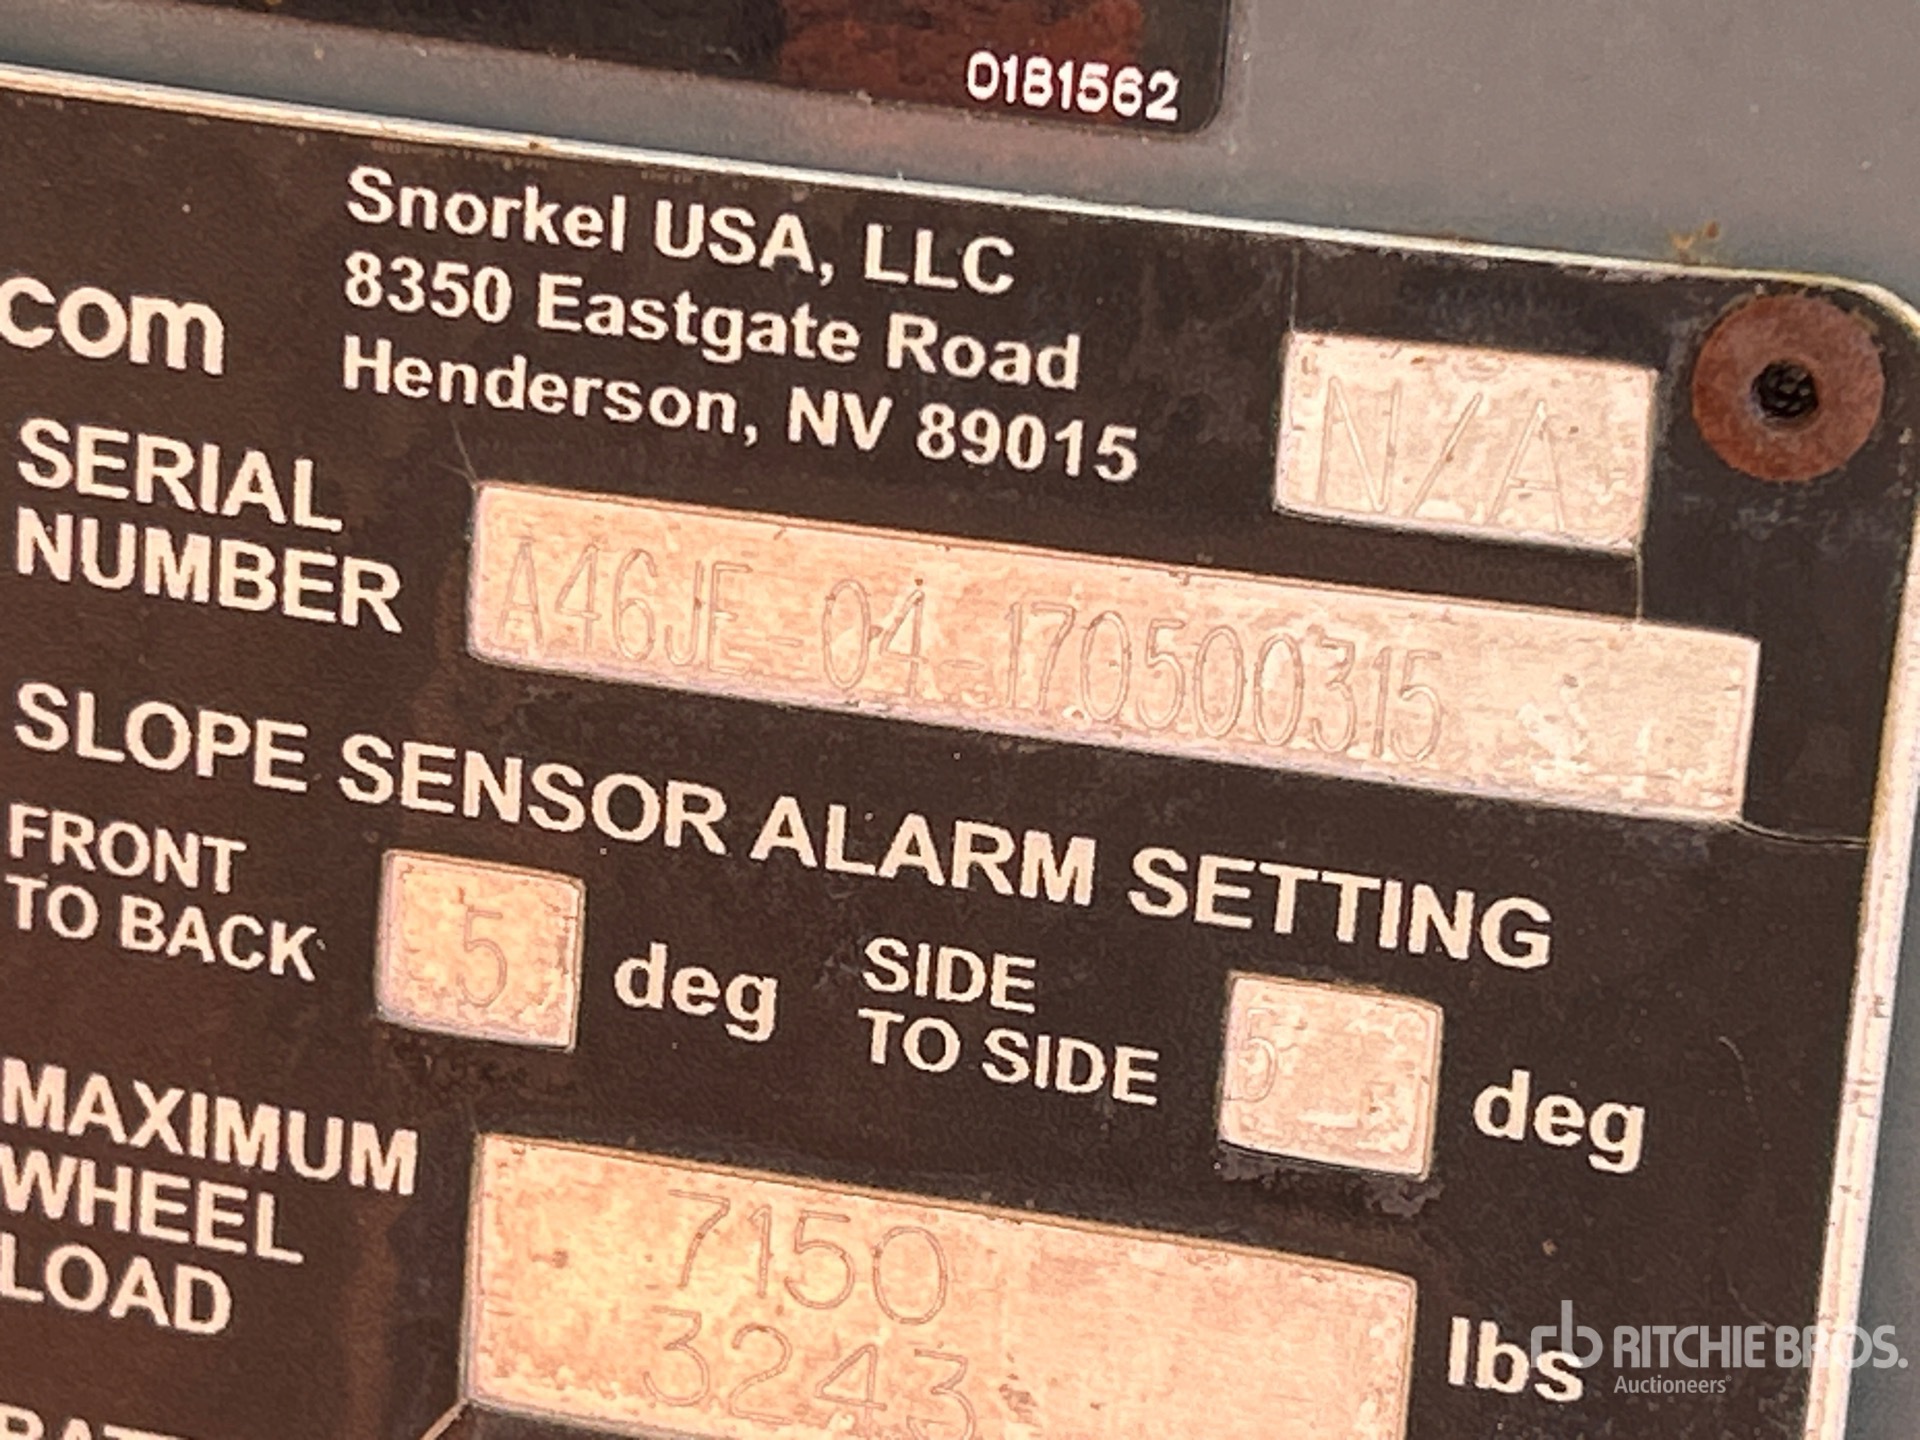 0181562
Snorkel USA, LLC
8350 Eastgate Road
Henderson, NV 89015
com
N/A
SERIAL
NUMBER
A46JE-04-170500315
SLOPE SENSOR ALARM SETTING
FRONT
TO BACK
5
deg
SIDE
TO SIDE
5
deg
MAXIMUM
WHEEL
LOAD
7150
3243
lbs
rb RITCHIE BROS.
Auctioneers